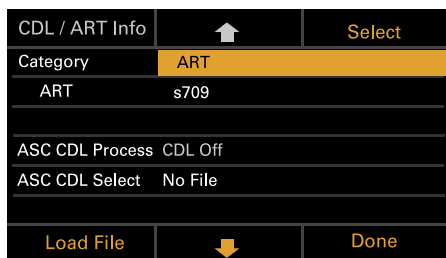 CDL / ART Info Select
Category ART
ART s709
ASC CDL Process CDL Off
ASC CDL Select No File
Load File Done